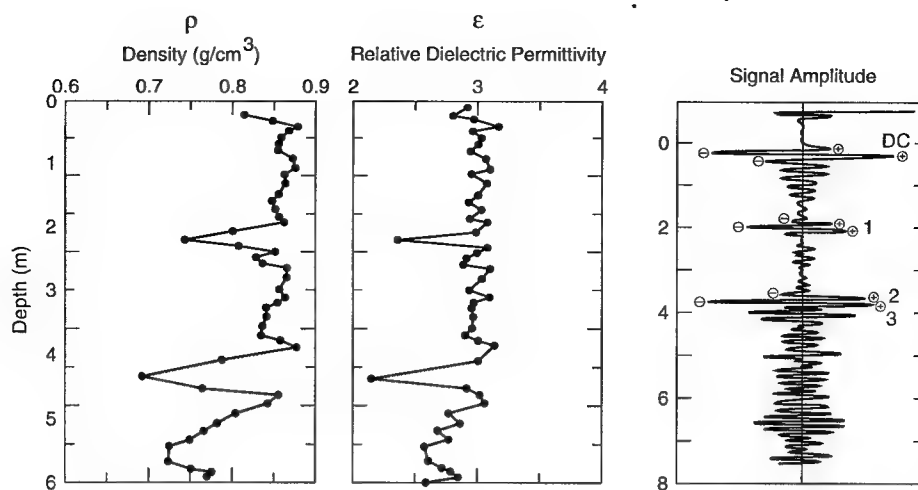 ρ
Density (g/cm³)
0.6 0.7 0.8 0.9
ε
Relative Dielectric Permittivity
2 3 4
Signal Amplitude
Depth (m)
0
1
2
3
4
5
6
0
2
4
6
8
DC
1
2
3
⊖ ⊕
⊖ ⊕
⊖ ⊕
⊖ ⊕
⊖ ⊕
⊖ ⊕
⊕